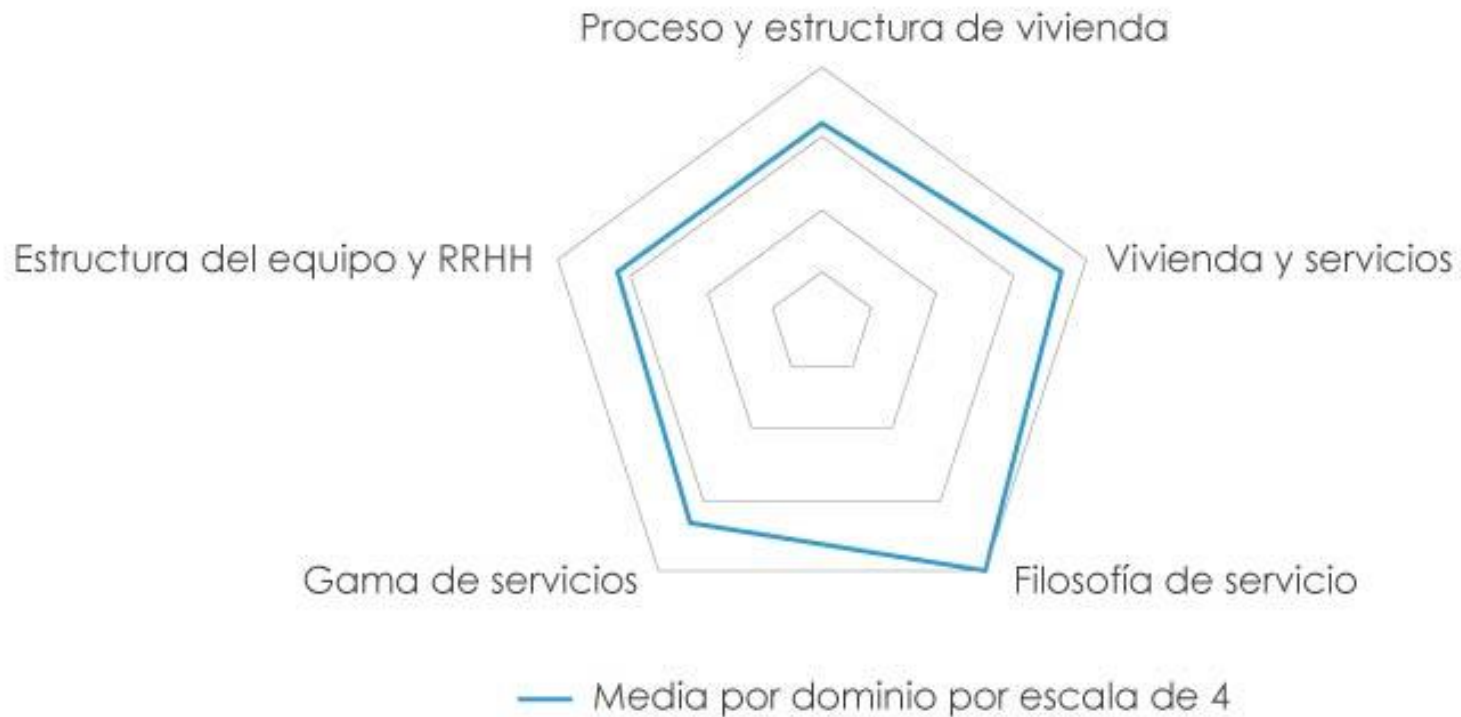 Proceso y estructura de vivienda
Estructura del equipo y RRHH
Vivienda y servicios
Gama de servicios
Filosofía de servicio
Media por dominio por escala de 4